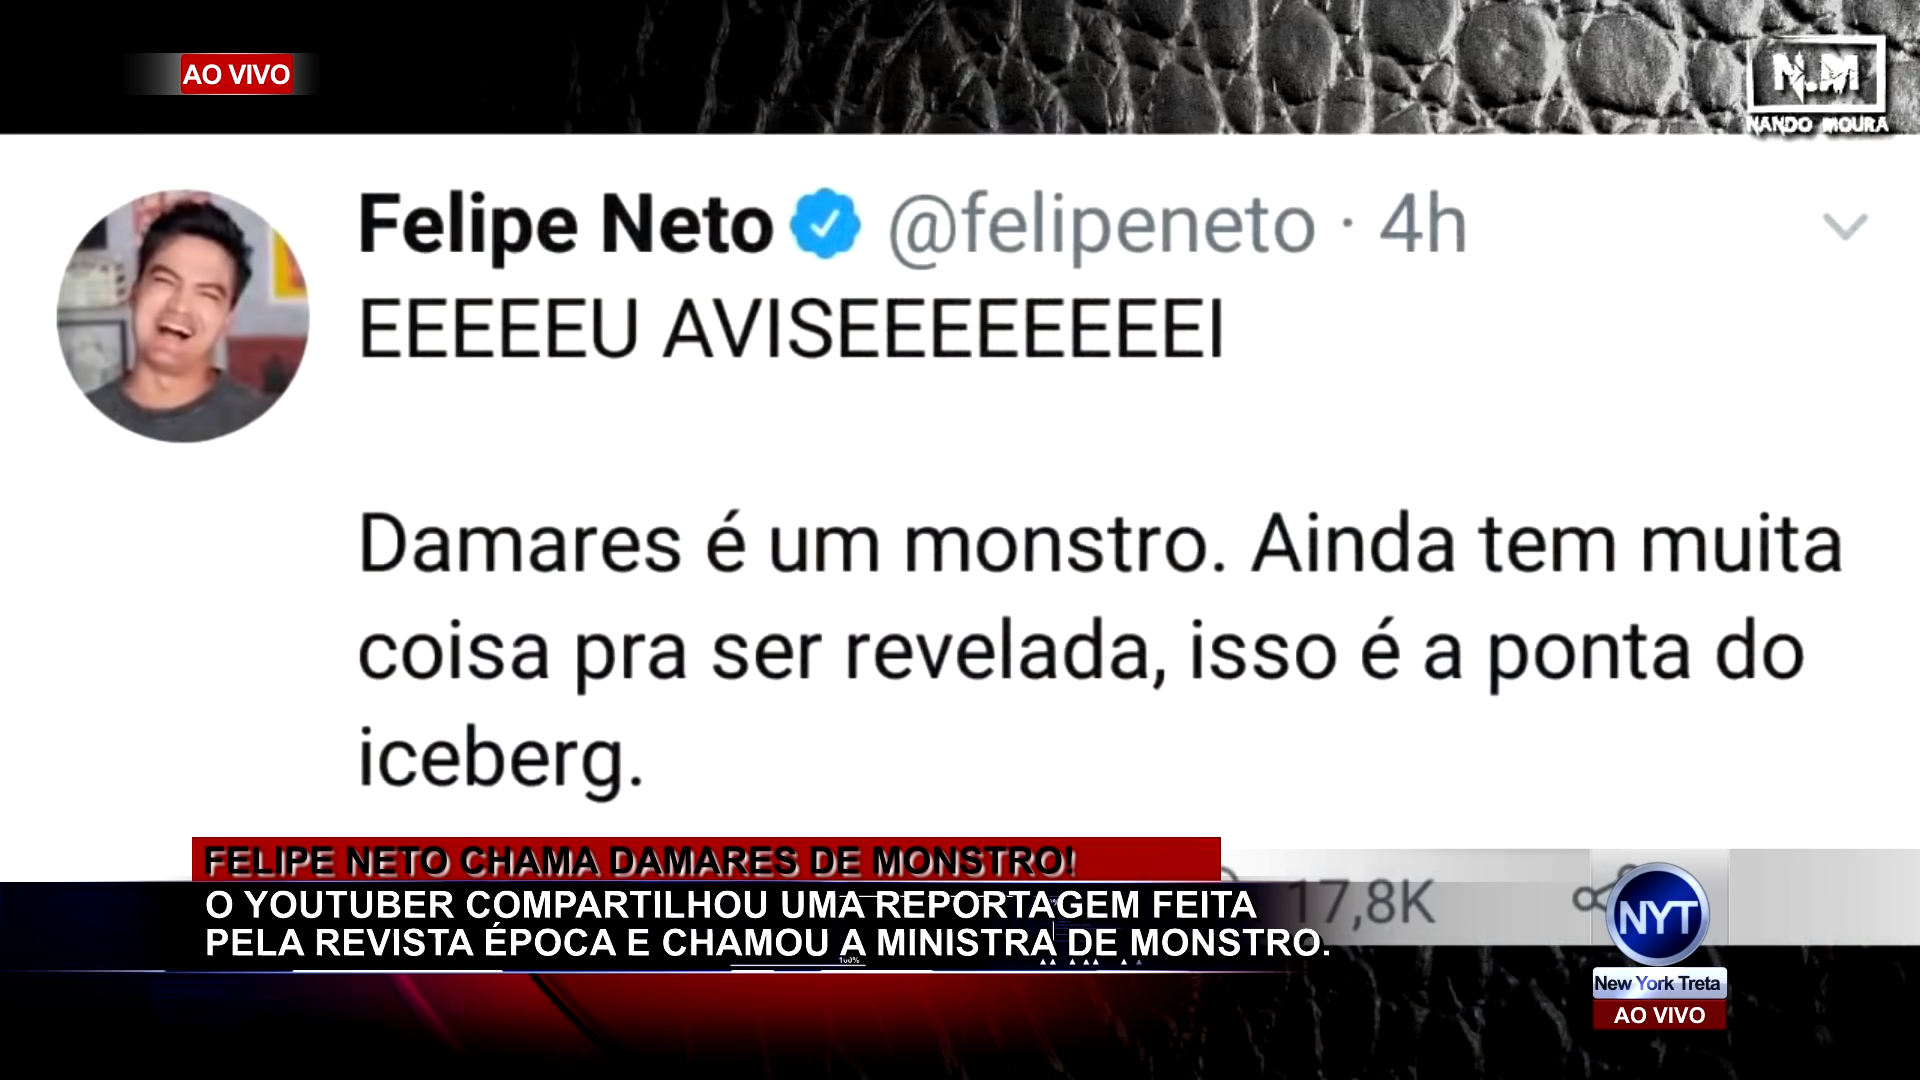 AO VIVO
N.M
NANDO MOURA
Felipe Neto @felipeneto · 4h
EEEEEU AVISEEEEEEEEEI
Damares é um monstro. Ainda tem muita
coisa pra ser revelada, isso é a ponta do
iceberg.
FELIPE NETO CHAMA DAMARES DE MONSTRO!
O YOUTUBER COMPARTILHOU UMA REPORTAGEM FEITA
PELA REVISTA ÉPOCA E CHAMOU A MINISTRA DE MONSTRO.
17,8K
100%
NYT
New York Treta
AO VIVO